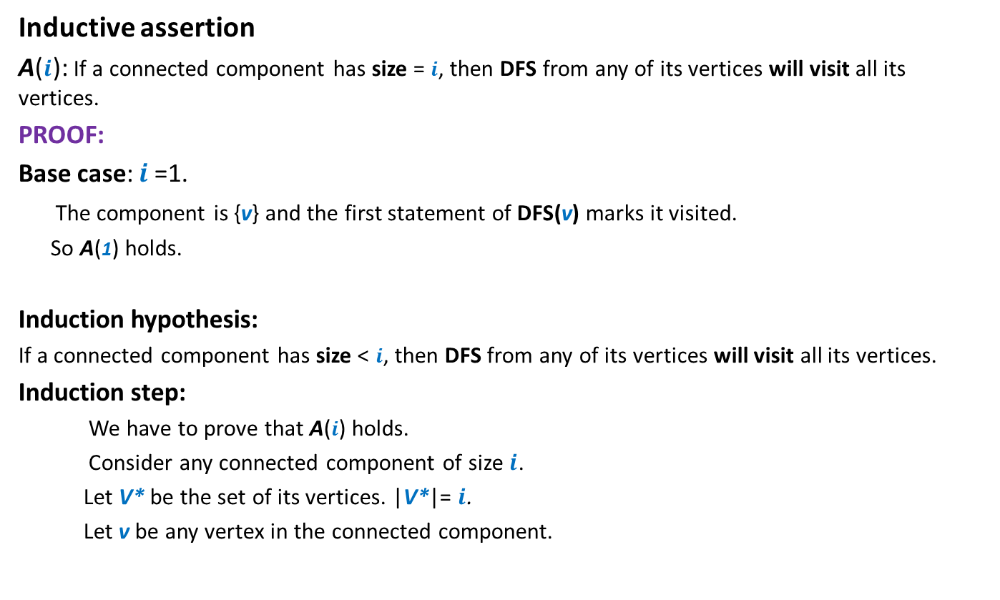 Inductive assertion
A(i): If a connected component has size = i, then DFS from any of its vertices will visit all its
vertices.
PROOF:
Base case: i =1.
The component is {v} and the first statement of DFS(v) marks it visited.
So A(1) holds.
Induction hypothesis:
If a connected component has size < i, then DFS from any of its vertices will visit all its vertices.
Induction step:
We have to prove that A(i) holds.
Consider any connected component of size i.
Let V* be the set of its vertices. |V*|= i.
Let v be any vertex in the connected component.